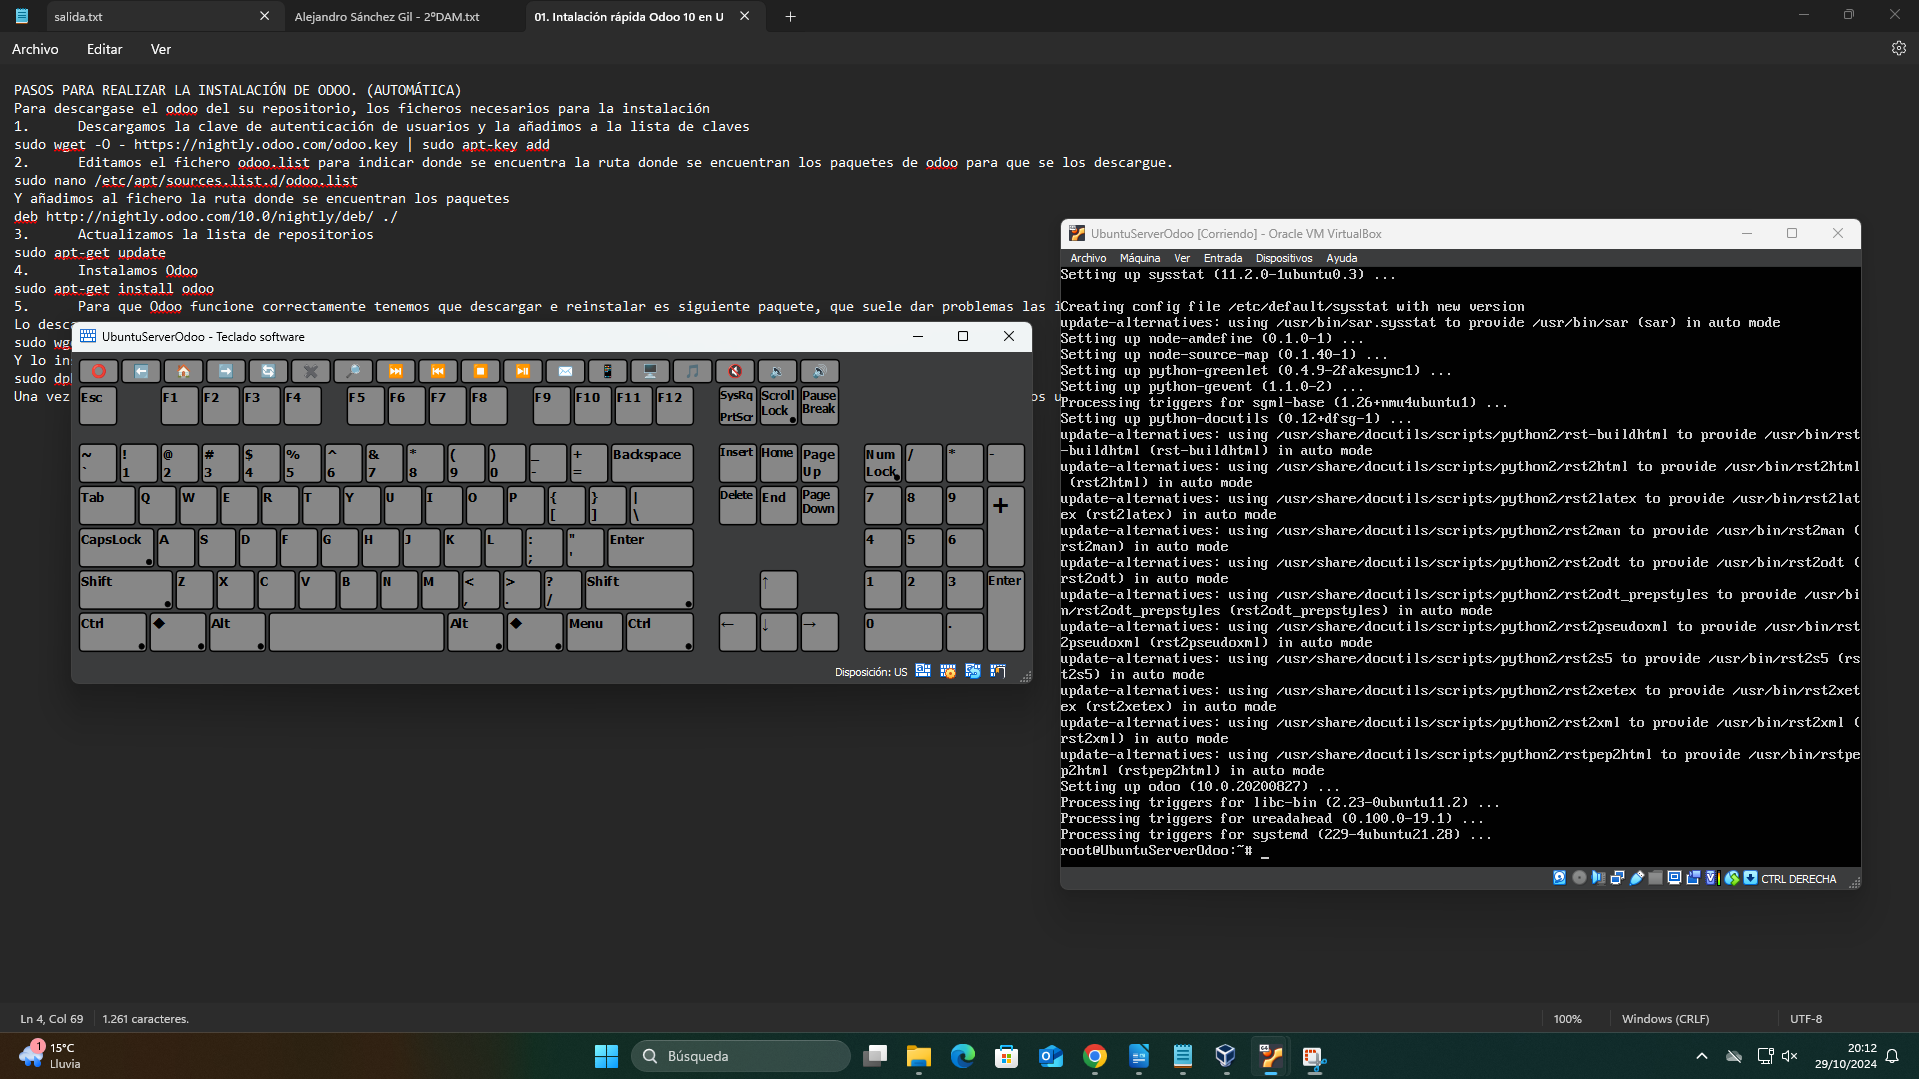 salida.txt
Alejandro Sánchez Gil - 2ºDAM.txt
01. Intalación rápida Odoo 10 en U
Archivo Editar Ver
PASOS PARA REALIZAR LA INSTALACIÓN DE ODOO. (AUTOMÁTICA)
Para descargase el odoo del su repositorio, los ficheros necesarios para la instalación
1. Descargamos la clave de autenticación de usuarios y la añadimos a la lista de claves
sudo wget -O - https://nightly.odoo.com/odoo.key | sudo apt-key add
2. Editamos el fichero odoo.list para indicar donde se encuentra la ruta donde se encuentran los paquetes de odoo para que se los descargue.
sudo nano /etc/apt/sources.list.d/odoo.list
Y añadimos al fichero la ruta donde se encuentran los paquetes
deb http://nightly.odoo.com/10.0/nightly/deb/ ./
3. Actualizamos la lista de repositorios
sudo apt-get update
4. Instalamos Odoo
sudo apt-get install odoo
5. Para que Odoo funcione correctamente tenemos que descargar e reinstalar es siguiente paquete, que suele dar problemas las i
Lo desca
sudo wg
Y lo in
sudo dp
Una vez
os u
UbuntuServerOdoo - Teclado software
Esc F1 F2 F3 F4 F5 F6 F7 F8 F9 F10 F11 F12 SysRq PrtScr Scroll Lock Pause Break
~ ` ! 1 @ 2 # 3 $ 4 % 5 ^ 6 & 7 * 8 ( 9 ) 0 _ - + = Backspace Insert Home Page Up Num Lock / * -
Tab Q W E R T Y U I O P { [ } ] | \ Delete End Page Down 7 8 9 +
CapsLock A S D F G H J K L : ; " ' Enter 4 5 6
Shift Z X C V B N M < , > . ? / Shift ↑ 1 2 3 Enter
Ctrl ◆ Alt Alt ◆ Menu Ctrl ← ↓ → 0 .
Disposición: US
UbuntuServerOdoo [Corriendo] - Oracle VM VirtualBox
Archivo Máquina Ver Entrada Dispositivos Ayuda
Setting up sysstat (11.2.0-1ubuntu0.3) ...
Creating config file /etc/default/sysstat with new version
update-alternatives: using /usr/bin/sar.sysstat to provide /usr/bin/sar (sar) in auto mode
Setting up node-amdefine (0.1.0-1) ...
Setting up node-source-map (0.1.40-1) ...
Setting up python-greenlet (0.4.9-2fakesync1) ...
Setting up python-gevent (1.1.0-2) ...
Processing triggers for sgml-base (1.26+nmu4ubuntu1) ...
Setting up python-docutils (0.12+dfsg-1) ...
update-alternatives: using /usr/share/docutils/scripts/python2/rst-buildhtml to provide /usr/bin/rst
-buildhtml (rst-buildhtml) in auto mode
update-alternatives: using /usr/share/docutils/scripts/python2/rst2html to provide /usr/bin/rst2html
(rst2html) in auto mode
update-alternatives: using /usr/share/docutils/scripts/python2/rst2latex to provide /usr/bin/rst2lat
ex (rst2latex) in auto mode
update-alternatives: using /usr/share/docutils/scripts/python2/rst2man to provide /usr/bin/rst2man (
rst2man) in auto mode
update-alternatives: using /usr/share/docutils/scripts/python2/rst2odt to provide /usr/bin/rst2odt (
rst2odt) in auto mode
update-alternatives: using /usr/share/docutils/scripts/python2/rst2odt_prepstyles to provide /usr/bi
n/rst2odt_prepstyles (rst2odt_prepstyles) in auto mode
update-alternatives: using /usr/share/docutils/scripts/python2/rst2pseudoxml to provide /usr/bin/rst
2pseudoxml (rst2pseudoxml) in auto mode
update-alternatives: using /usr/share/docutils/scripts/python2/rst2s5 to provide /usr/bin/rst2s5 (rs
t2s5) in auto mode
update-alternatives: using /usr/share/docutils/scripts/python2/rst2xetex to provide /usr/bin/rst2xet
ex (rst2xetex) in auto mode
update-alternatives: using /usr/share/docutils/scripts/python2/rst2xml to provide /usr/bin/rst2xml (
rst2xml) in auto mode
update-alternatives: using /usr/share/docutils/scripts/python2/rstpep2html to provide /usr/bin/rstpe
p2html (rstpep2html) in auto mode
Setting up odoo (10.0.20200827) ...
Processing triggers for libc-bin (2.23-0ubuntu11.2) ...
Processing triggers for ureadahead (0.100.0-19.1) ...
Processing triggers for systemd (229-4ubuntu21.28) ...
root@UbuntuServerOdoo:~# _
CTRL DERECHA
Ln 4, Col 69 1.261 caracteres. 100% Windows (CRLF) UTF-8
1
15°C
Lluvia
Búsqueda
20:12
29/10/2024